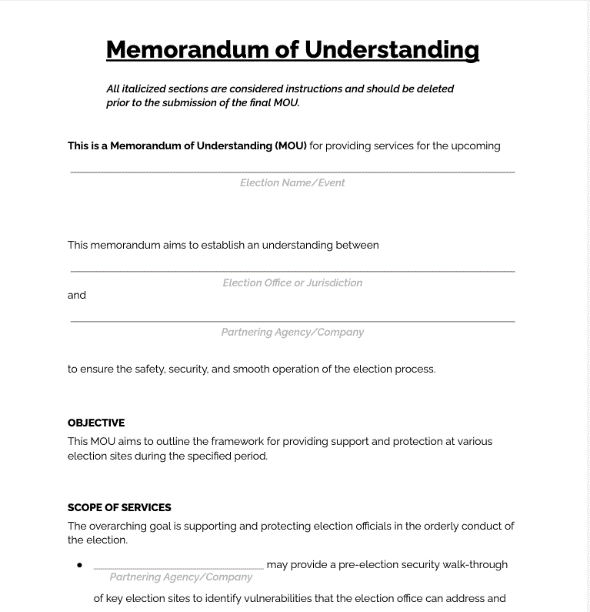 Memorandum of Understanding
All italicized sections are considered instructions and should be deleted
prior to the submission of the final MOU.
This is a Memorandum of Understanding (MOU) for providing services for the upcoming
Election Name/Event
This memorandum aims to establish an understanding between
Election Office or Jurisdiction
and
Partnering Agency/Company
to ensure the safety, security, and smooth operation of the election process.
OBJECTIVE
This MOU aims to outline the framework for providing support and protection at various
election sites during the specified period.
SCOPE OF SERVICES
The overarching goal is supporting and protecting election officials in the orderly conduct of
the election.
• ____________________ may provide a pre-election security walk-through
Partnering Agency/Company
of key election sites to identify vulnerabilities that the election office can address and